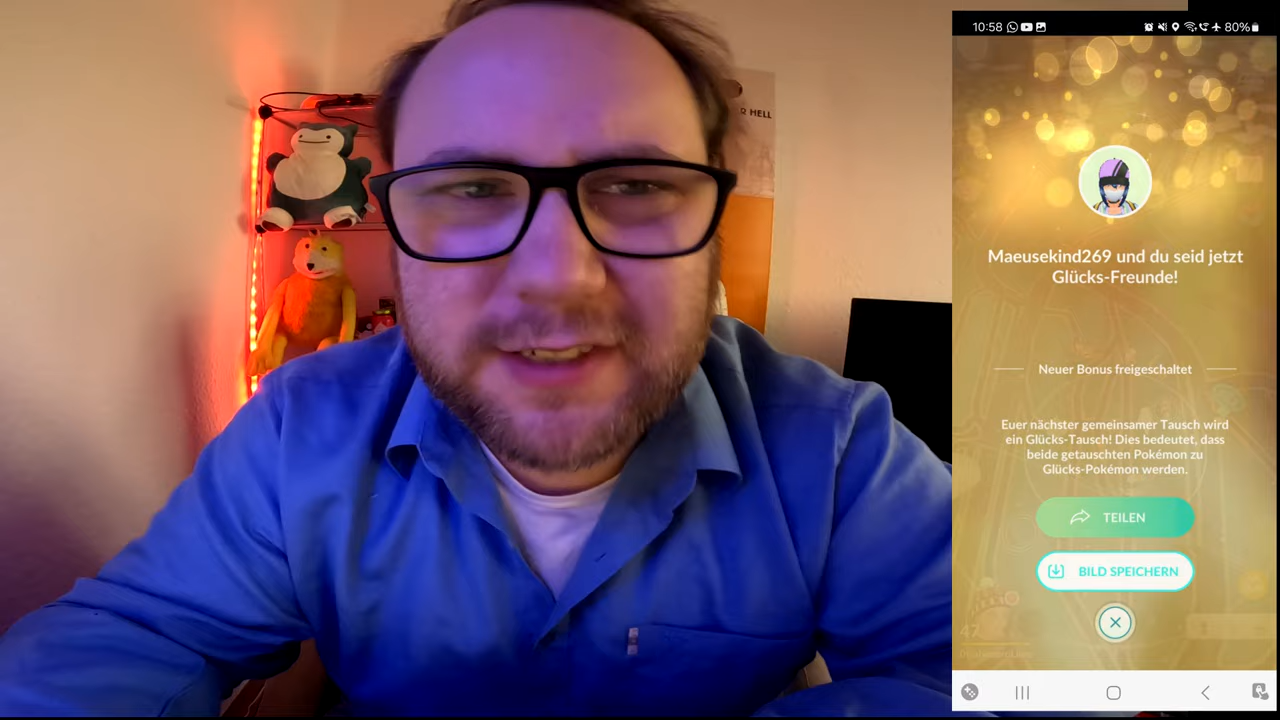 R HELL
10:58
80%
Maeusekind269 und du seid jetzt
Glücks-Freunde!
Neuer Bonus freigeschaltet
Euer nächster gemeinsamer Tausch wird
ein Glücks-Tausch! Dies bedeutet, dass
beide getauschten Pokémon zu
Glücks-Pokémon werden.
TEILEN
BILD SPEICHERN